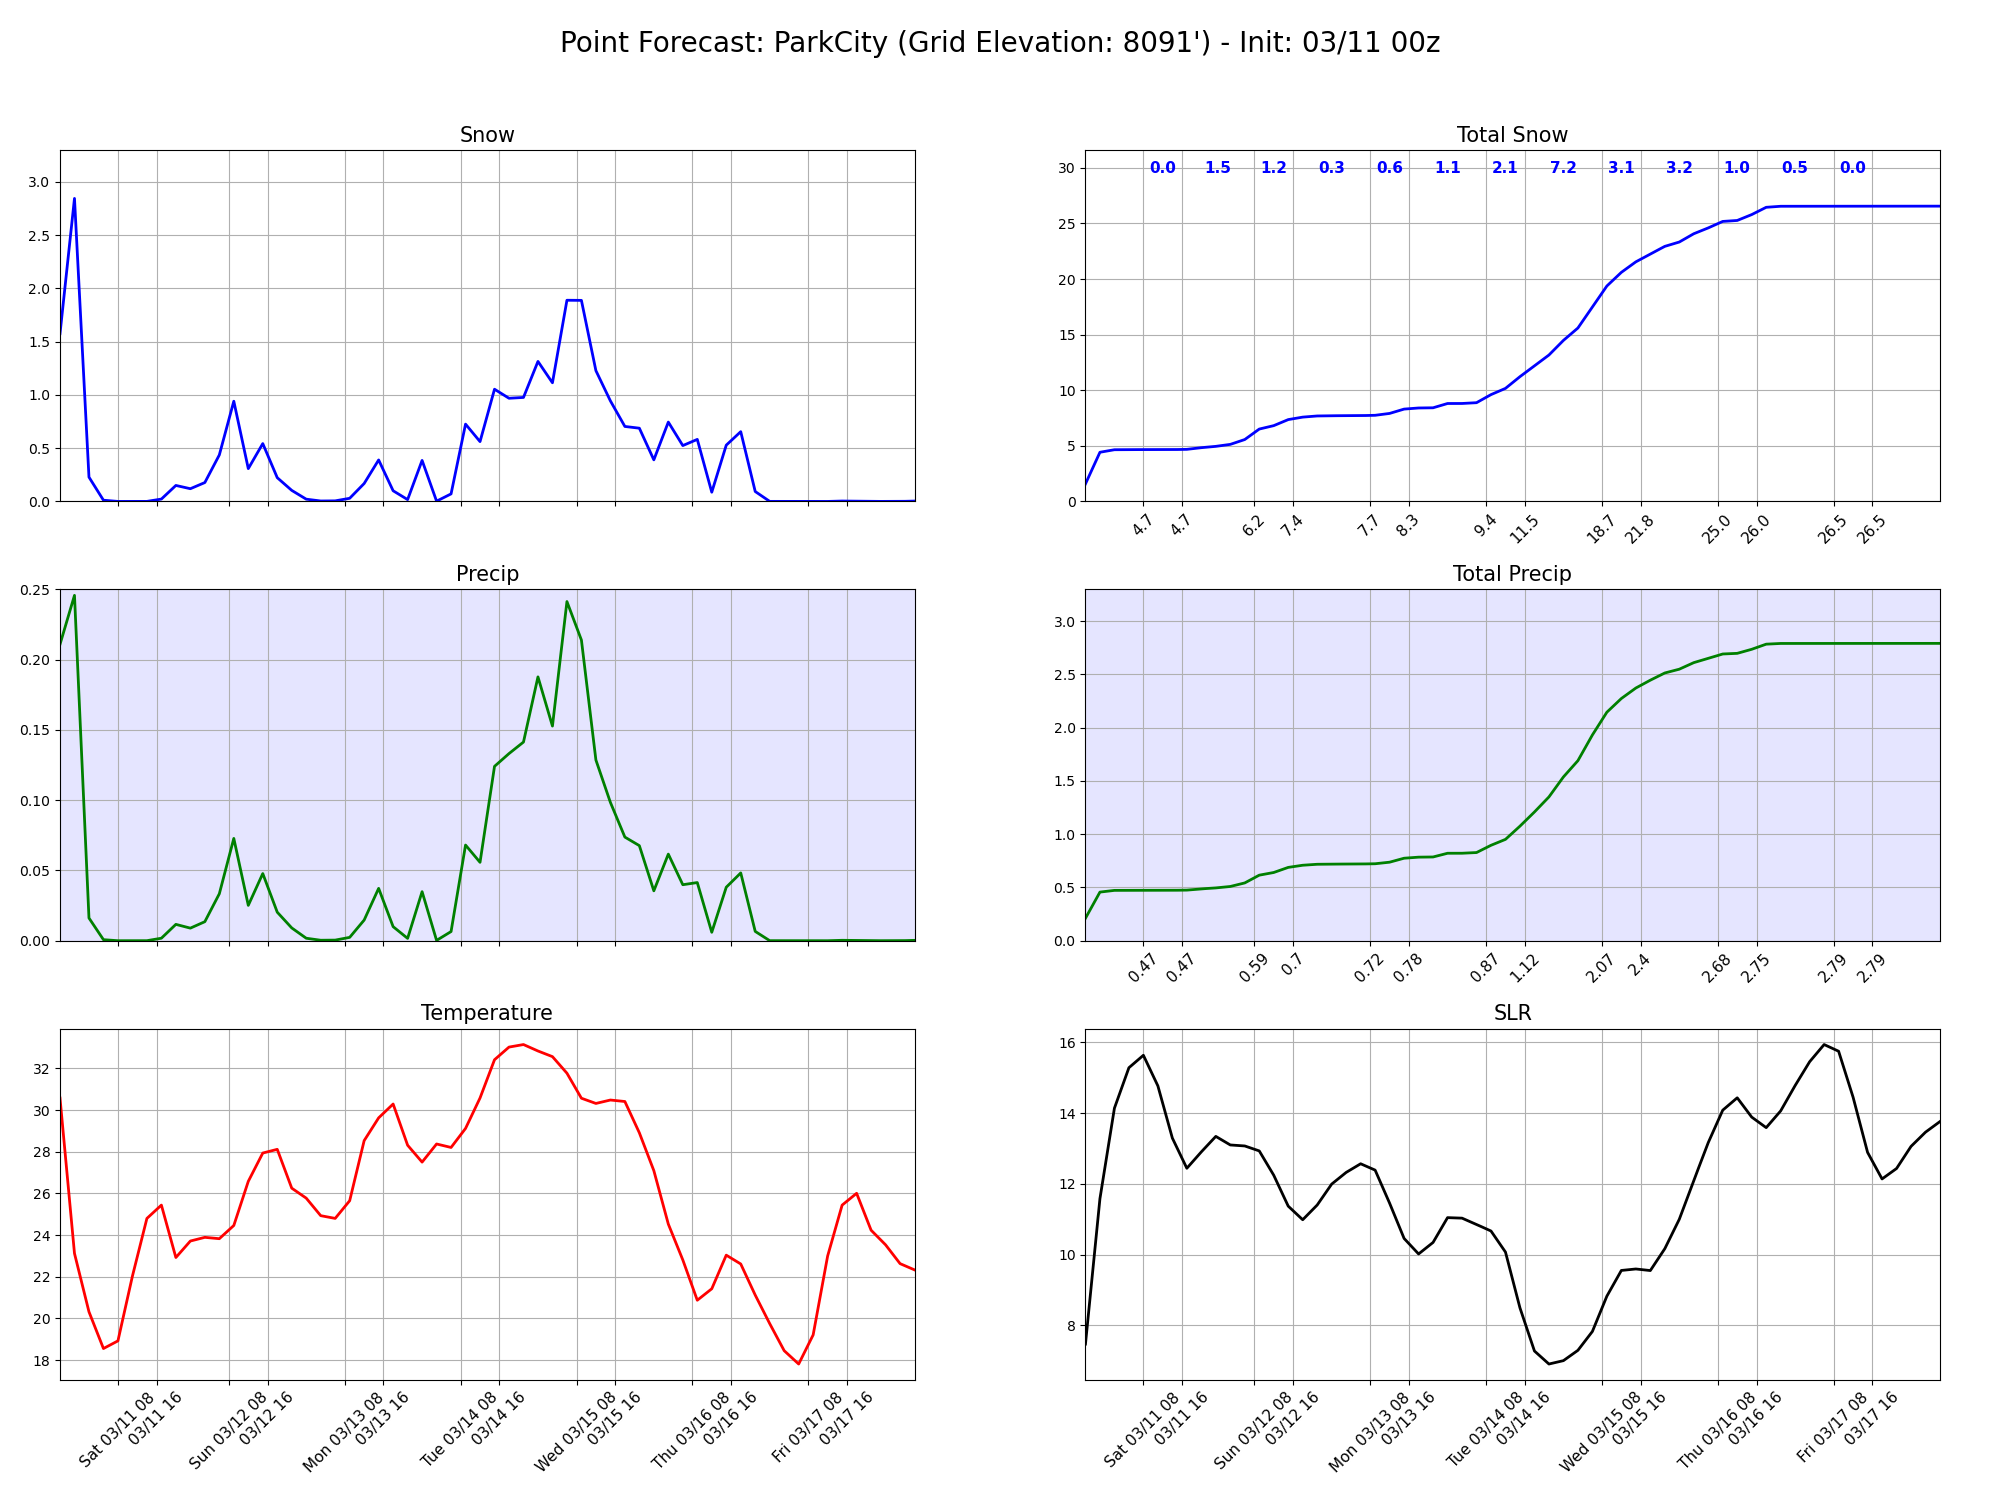 Point Forecast: ParkCity (Grid Elevation: 8091') - Init: 03/11 00z
Snow
3.0
2.5
2.0
1.5
1.0
0.5
0.0
Total Snow
0.0 1.5 1.2 0.3 0.6 1.1 2.1 7.2 3.1 3.2 1.0 0.5 0.0
30
25
20
15
10
5
0
4.7 4.7 6.2 7.4 7.7 8.3 9.4 11.5 18.7 21.8 25.0 26.0 26.5 26.5
Precip
0.25
0.20
0.15
0.10
0.05
0.00
Total Precip
3.0
2.5
2.0
1.5
1.0
0.5
0.0
0.47 0.47 0.59 0.7 0.72 0.78 0.87 1.12 2.07 2.4 2.68 2.75 2.79 2.79
Temperature
32
30
28
26
24
22
20
18
Sat 03/11 08
03/11 16
Sun 03/12 08
03/12 16
Mon 03/13 08
03/13 16
Tue 03/14 08
03/14 16
Wed 03/15 08
03/15 16
Thu 03/16 08
03/16 16
Fri 03/17 08
03/17 16
SLR
16
14
12
10
8
Sat 03/11 08
03/11 16
Sun 03/12 08
03/12 16
Mon 03/13 08
03/13 16
Tue 03/14 08
03/14 16
Wed 03/15 08
03/15 16
Thu 03/16 08
03/16 16
Fri 03/17 08
03/17 16